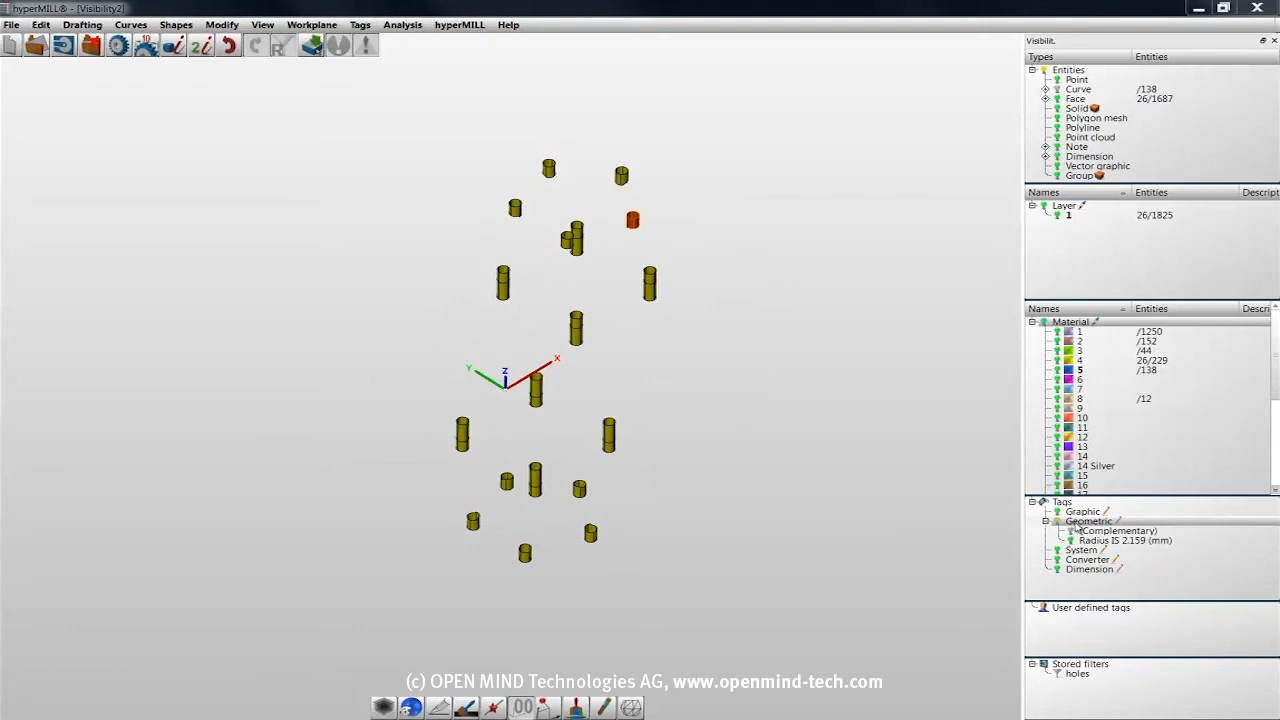 hyperMILL® - [Visibility2]
File Edit Drafting Curves Shapes Modify View Workplane Tags Analysis hyperMILL Help
Visibilit.
Types Entities
Entities
Point
Curve /138
Face 26/1687
Solid
Polygon mesh
Polyline
Point cloud
Note
Dimension
Vector graphic
Group
Names Entities Descript
Layer
1 26/1825
Names Entities Descri
Material
1 /1250
2 /152
3 /44
4 26/229
5 /138
6
7
8 /12
9
10
11
12
13
14
14 Silver
15
16
17
Tags
Graphic
Geometric
(Complementary)
Radius IS 2.159 (mm)
System
Converter
Dimension
User defined tags
Stored filters
holes
X
Y
Z
(c) OPEN MIND Technologies AG, www.openmind-tech.com